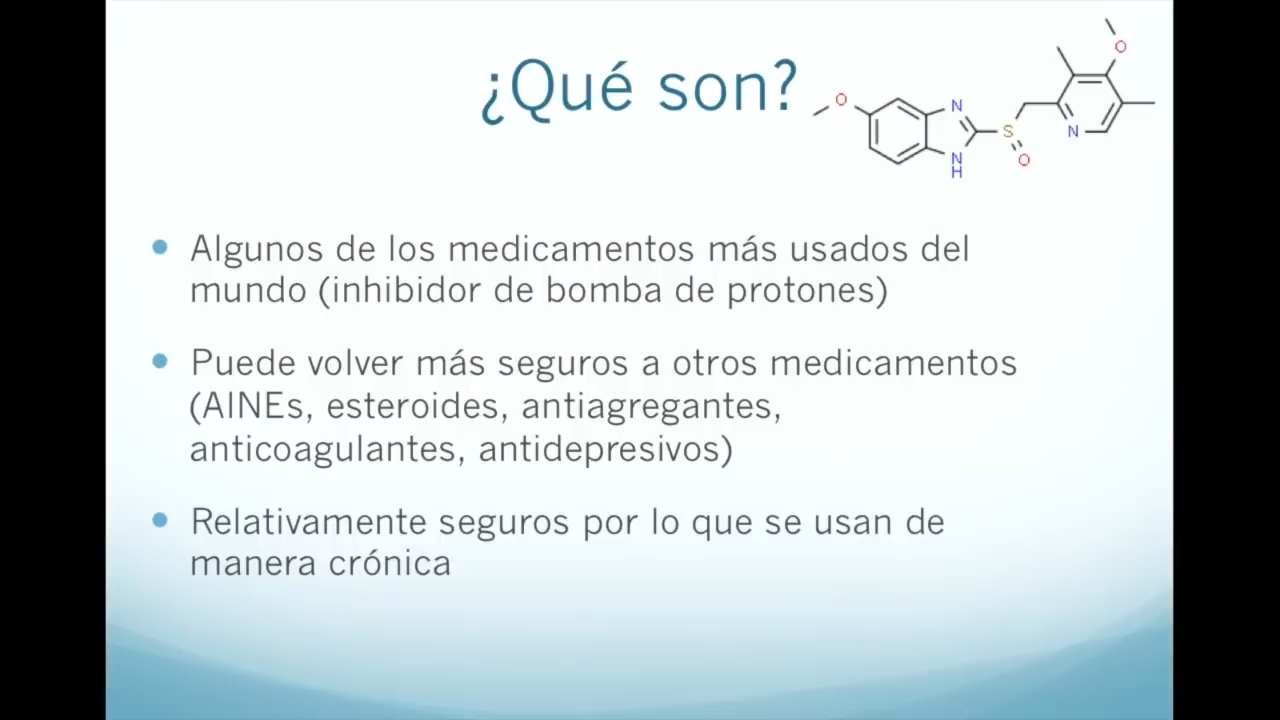 ¿Qué son?
O
N
N
H
S
O
N
O
Algunos de los medicamentos más usados del
mundo (inhibidor de bomba de protones)
Puede volver más seguros a otros medicamentos
(AINEs, esteroides, antiagregantes,
anticoagulantes, antidepresivos)
Relativamente seguros por lo que se usan de
manera crónica